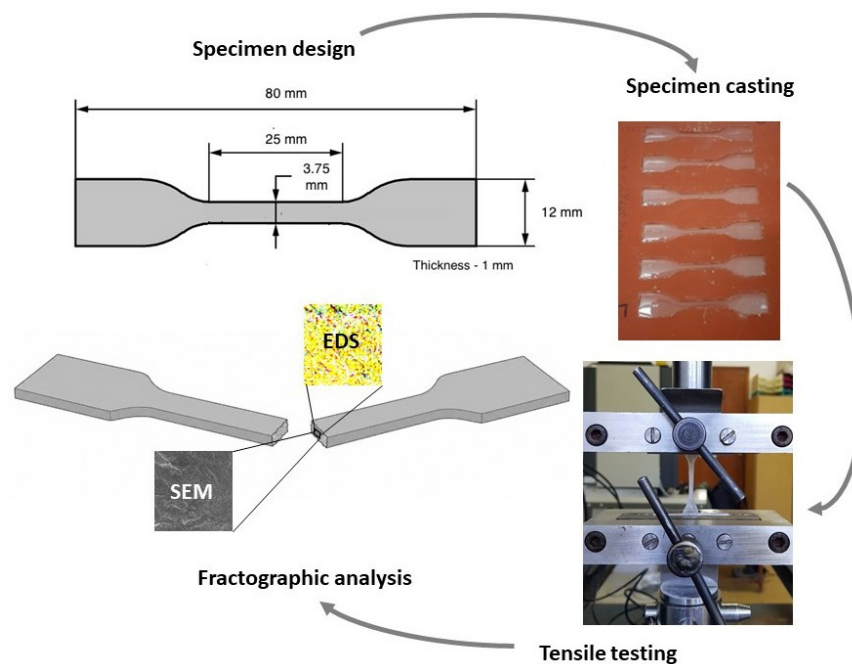 Specimen design
Specimen casting
80 mm
25 mm
3.75
mm
12 mm
Thickness - 1 mm
EDS
SEM
Fractographic analysis
Tensile testing